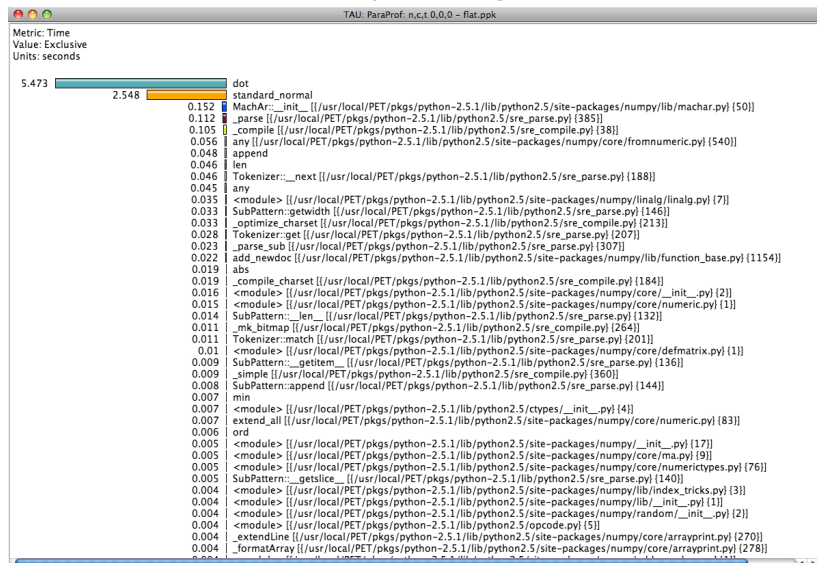 TAU: ParaProf: n,c,t 0,0,0 – flat.ppk
Metric: Time
Value: Exclusive
Units: seconds
5.473 dot
2.548 standard_normal
0.152 MachAr::__init__ [{/usr/local/PET/pkgs/python-2.5.1/lib/python2.5/site-packages/numpy/lib/machar.py} {50}]
0.112 _parse [{/usr/local/PET/pkgs/python-2.5.1/lib/python2.5/sre_parse.py} {385}]
0.105 _compile [{/usr/local/PET/pkgs/python-2.5.1/lib/python2.5/sre_compile.py} {38}]
0.056 any [{/usr/local/PET/pkgs/python-2.5.1/lib/python2.5/site-packages/numpy/core/fromnumeric.py} {540}]
0.048 append
0.046 len
0.046 Tokenizer::__next [{/usr/local/PET/pkgs/python-2.5.1/lib/python2.5/sre_parse.py} {188}]
0.045 any
0.035 <module> [{/usr/local/PET/pkgs/python-2.5.1/lib/python2.5/site-packages/numpy/linalg/linalg.py} {7}]
0.033 SubPattern::getwidth [{/usr/local/PET/pkgs/python-2.5.1/lib/python2.5/sre_parse.py} {146}]
0.033 _optimize_charset [{/usr/local/PET/pkgs/python-2.5.1/lib/python2.5/sre_compile.py} {213}]
0.028 Tokenizer::get [{/usr/local/PET/pkgs/python-2.5.1/lib/python2.5/sre_parse.py} {207}]
0.023 _parse_sub [{/usr/local/PET/pkgs/python-2.5.1/lib/python2.5/sre_parse.py} {307}]
0.022 add_newdoc [{/usr/local/PET/pkgs/python-2.5.1/lib/python2.5/site-packages/numpy/lib/function_base.py} {1154}]
0.019 abs
0.019 _compile_charset [{/usr/local/PET/pkgs/python-2.5.1/lib/python2.5/sre_compile.py} {184}]
0.016 <module> [{/usr/local/PET/pkgs/python-2.5.1/lib/python2.5/site-packages/numpy/core/__init__.py} {2}]
0.015 <module> [{/usr/local/PET/pkgs/python-2.5.1/lib/python2.5/site-packages/numpy/core/numeric.py} {1}]
0.014 SubPattern::__len__ [{/usr/local/PET/pkgs/python-2.5.1/lib/python2.5/sre_parse.py} {132}]
0.011 _mk_bitmap [{/usr/local/PET/pkgs/python-2.5.1/lib/python2.5/sre_compile.py} {264}]
0.011 Tokenizer::match [{/usr/local/PET/pkgs/python-2.5.1/lib/python2.5/sre_parse.py} {201}]
0.01 <module> [{/usr/local/PET/pkgs/python-2.5.1/lib/python2.5/site-packages/numpy/core/defmatrix.py} {1}]
0.009 SubPattern::__getitem__ [{/usr/local/PET/pkgs/python-2.5.1/lib/python2.5/sre_parse.py} {136}]
0.009 _simple [{/usr/local/PET/pkgs/python-2.5.1/lib/python2.5/sre_compile.py} {360}]
0.008 SubPattern::append [{/usr/local/PET/pkgs/python-2.5.1/lib/python2.5/sre_parse.py} {144}]
0.007 min
0.007 <module> [{/usr/local/PET/pkgs/python-2.5.1/lib/python2.5/ctypes/__init__.py} {4}]
0.007 extend_all [{/usr/local/PET/pkgs/python-2.5.1/lib/python2.5/site-packages/numpy/core/numeric.py} {83}]
0.006 ord
0.005 <module> [{/usr/local/PET/pkgs/python-2.5.1/lib/python2.5/site-packages/numpy/__init__.py} {17}]
0.005 <module> [{/usr/local/PET/pkgs/python-2.5.1/lib/python2.5/site-packages/numpy/core/ma.py} {9}]
0.005 <module> [{/usr/local/PET/pkgs/python-2.5.1/lib/python2.5/site-packages/numpy/core/numerictypes.py} {76}]
0.005 SubPattern::__getslice__ [{/usr/local/PET/pkgs/python-2.5.1/lib/python2.5/sre_parse.py} {140}]
0.004 <module> [{/usr/local/PET/pkgs/python-2.5.1/lib/python2.5/site-packages/numpy/lib/index_tricks.py} {3}]
0.004 <module> [{/usr/local/PET/pkgs/python-2.5.1/lib/python2.5/site-packages/numpy/lib/__init__.py} {1}]
0.004 <module> [{/usr/local/PET/pkgs/python-2.5.1/lib/python2.5/site-packages/numpy/random/__init__.py} {2}]
0.004 <module> [{/usr/local/PET/pkgs/python-2.5.1/lib/python2.5/opcode.py} {5}]
0.004 _extendLine [{/usr/local/PET/pkgs/python-2.5.1/lib/python2.5/site-packages/numpy/core/arrayprint.py} {270}]
0.004 _formatArray [{/usr/local/PET/pkgs/python-2.5.1/lib/python2.5/site-packages/numpy/core/arrayprint.py} {278}]